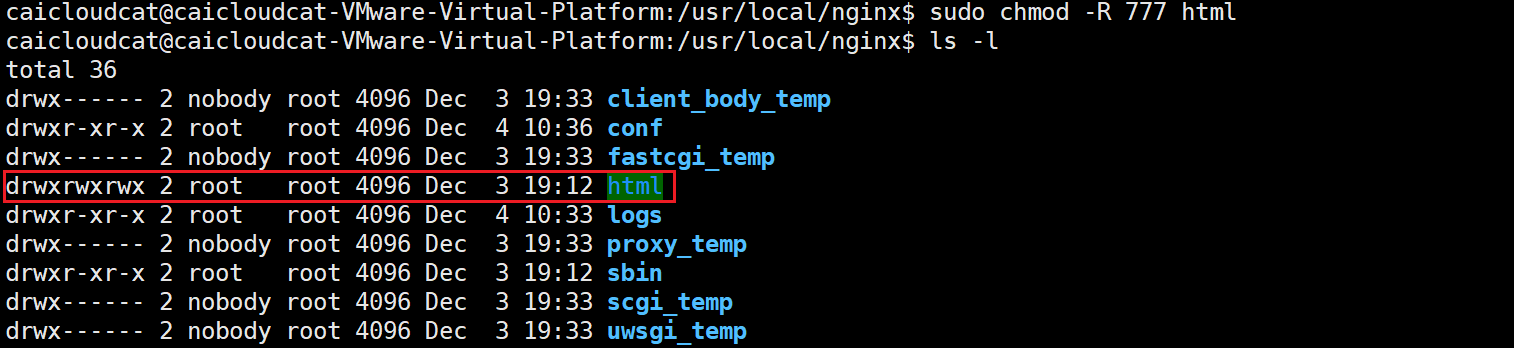 caicloudcat@caicloudcat-VMware-Virtual-Platform:/usr/local/nginx$ sudo chmod -R 777 html
caicloudcat@caicloudcat-VMware-Virtual-Platform:/usr/local/nginx$ ls -l
total 36
drwx------ 2 nobody root 4096 Dec  3 19:33 client_body_temp
drwxr-xr-x 2 root   root 4096 Dec  4 10:36 conf
drwx------ 2 nobody root 4096 Dec  3 19:33 fastcgi_temp
drwxrwxrwx 2 root   root 4096 Dec  3 19:12 html
drwxr-xr-x 2 root   root 4096 Dec  4 10:33 logs
drwx------ 2 nobody root 4096 Dec  3 19:33 proxy_temp
drwxr-xr-x 2 root   root 4096 Dec  3 19:12 sbin
drwx------ 2 nobody root 4096 Dec  3 19:33 scgi_temp
drwx------ 2 nobody root 4096 Dec  3 19:33 uwsgi_temp